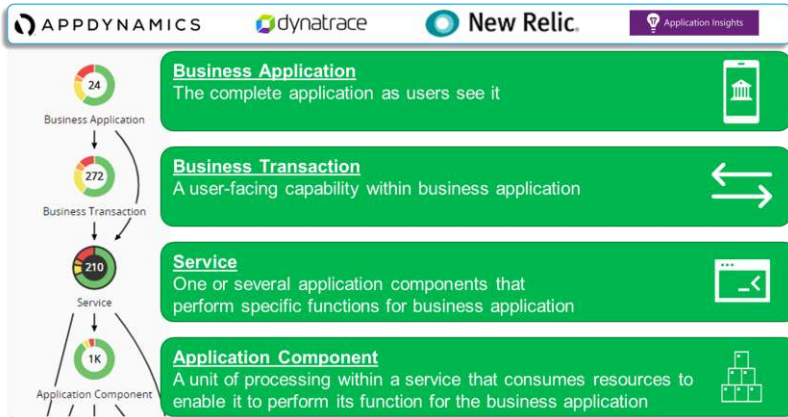 APPDYNAMICS
dynatrace
New Relic.
Application Insights
24
Business Application
Business Application
The complete application as users see it
272
Business Transaction
Business Transaction
A user-facing capability within business application
210
Service
Service
One or several application components that
perform specific functions for business application
1K
Application Component
Application Component
A unit of processing within a service that consumes resources to
enable it to perform its function for the business application